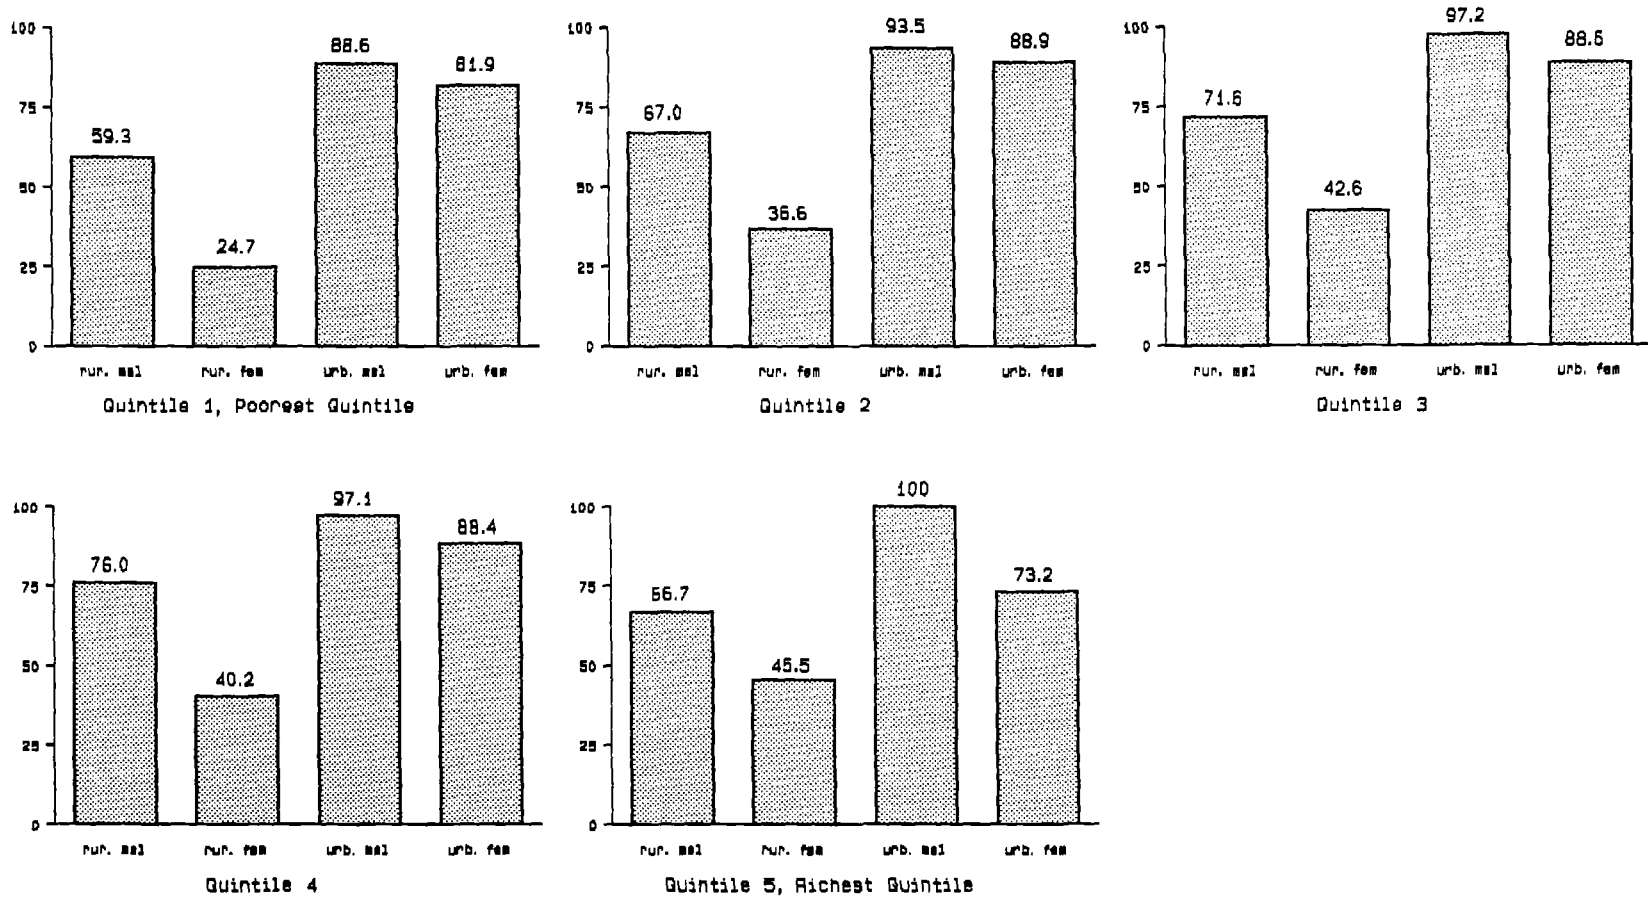 100
75
50
25
0
59.3
24.7
88.6
81.9
rur. mal
rur. fem
urb. mal
urb. fem
Quintile 1, Poorest Quintile
100
75
50
25
0
67.0
36.6
93.5
88.9
rur. mal
rur. fem
urb. mal
urb. fem
Quintile 2
100
75
50
25
0
71.6
42.6
97.2
rur. mal
rur. fem
urb. mal
urb. fem
Quintile 3
100
75
50
25
0
76.0
40.2
97.1
88.4
rur. mal
rur. fem
urb. mal
urb. fem
Quintile 4
100
75
50
25
0
66.7
45.5
100
73.2
rur. mal
rur. fem
urb. mal
urb. fem
Quintile 5, Richest Quintile